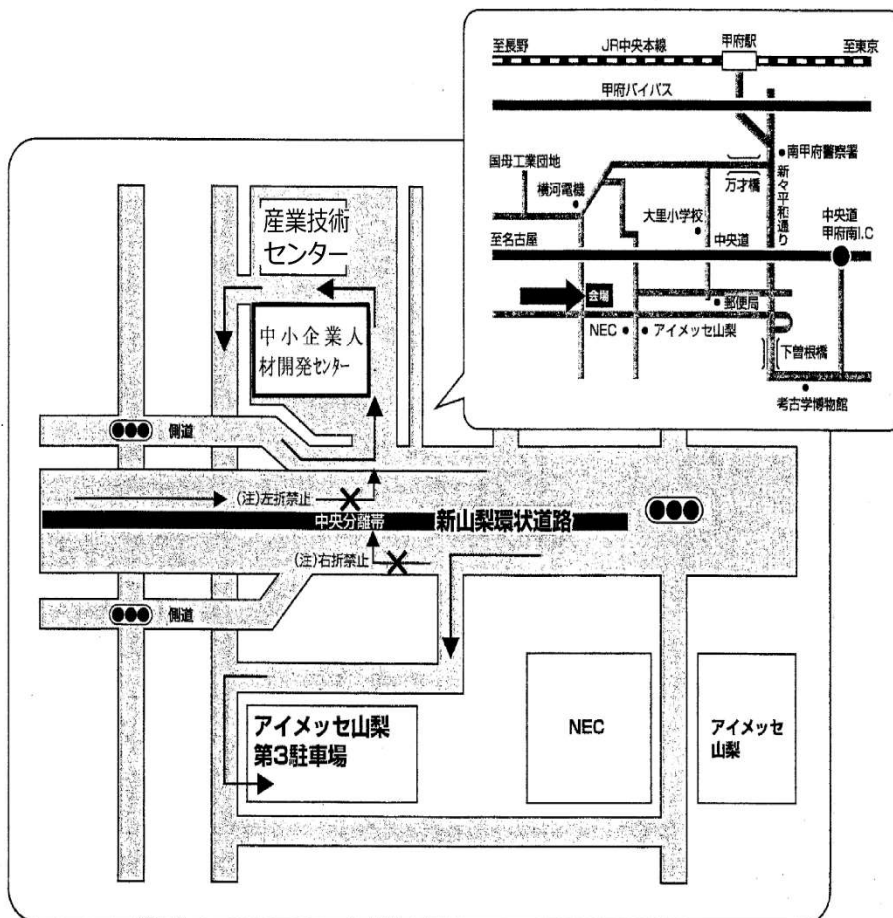 至長野
JR中央本線
甲府駅
至東京
甲府バイパス
国母工業団地
横河電機
南甲府警察署
万才橋
新々平和通り
大里小学校
中央道
甲府南I.C
至名古屋
中央道
会場
郵便局
NEC
アイメッセ山梨
下曽根橋
考古学博物館
産業技術
センター
中小企業人
材開発センター
側道
(注)左折禁止
中央分離帯
新山梨環状道路
(注)右折禁止
側道
アイメッセ山梨
第3駐車場
NEC
アイメッセ
山梨